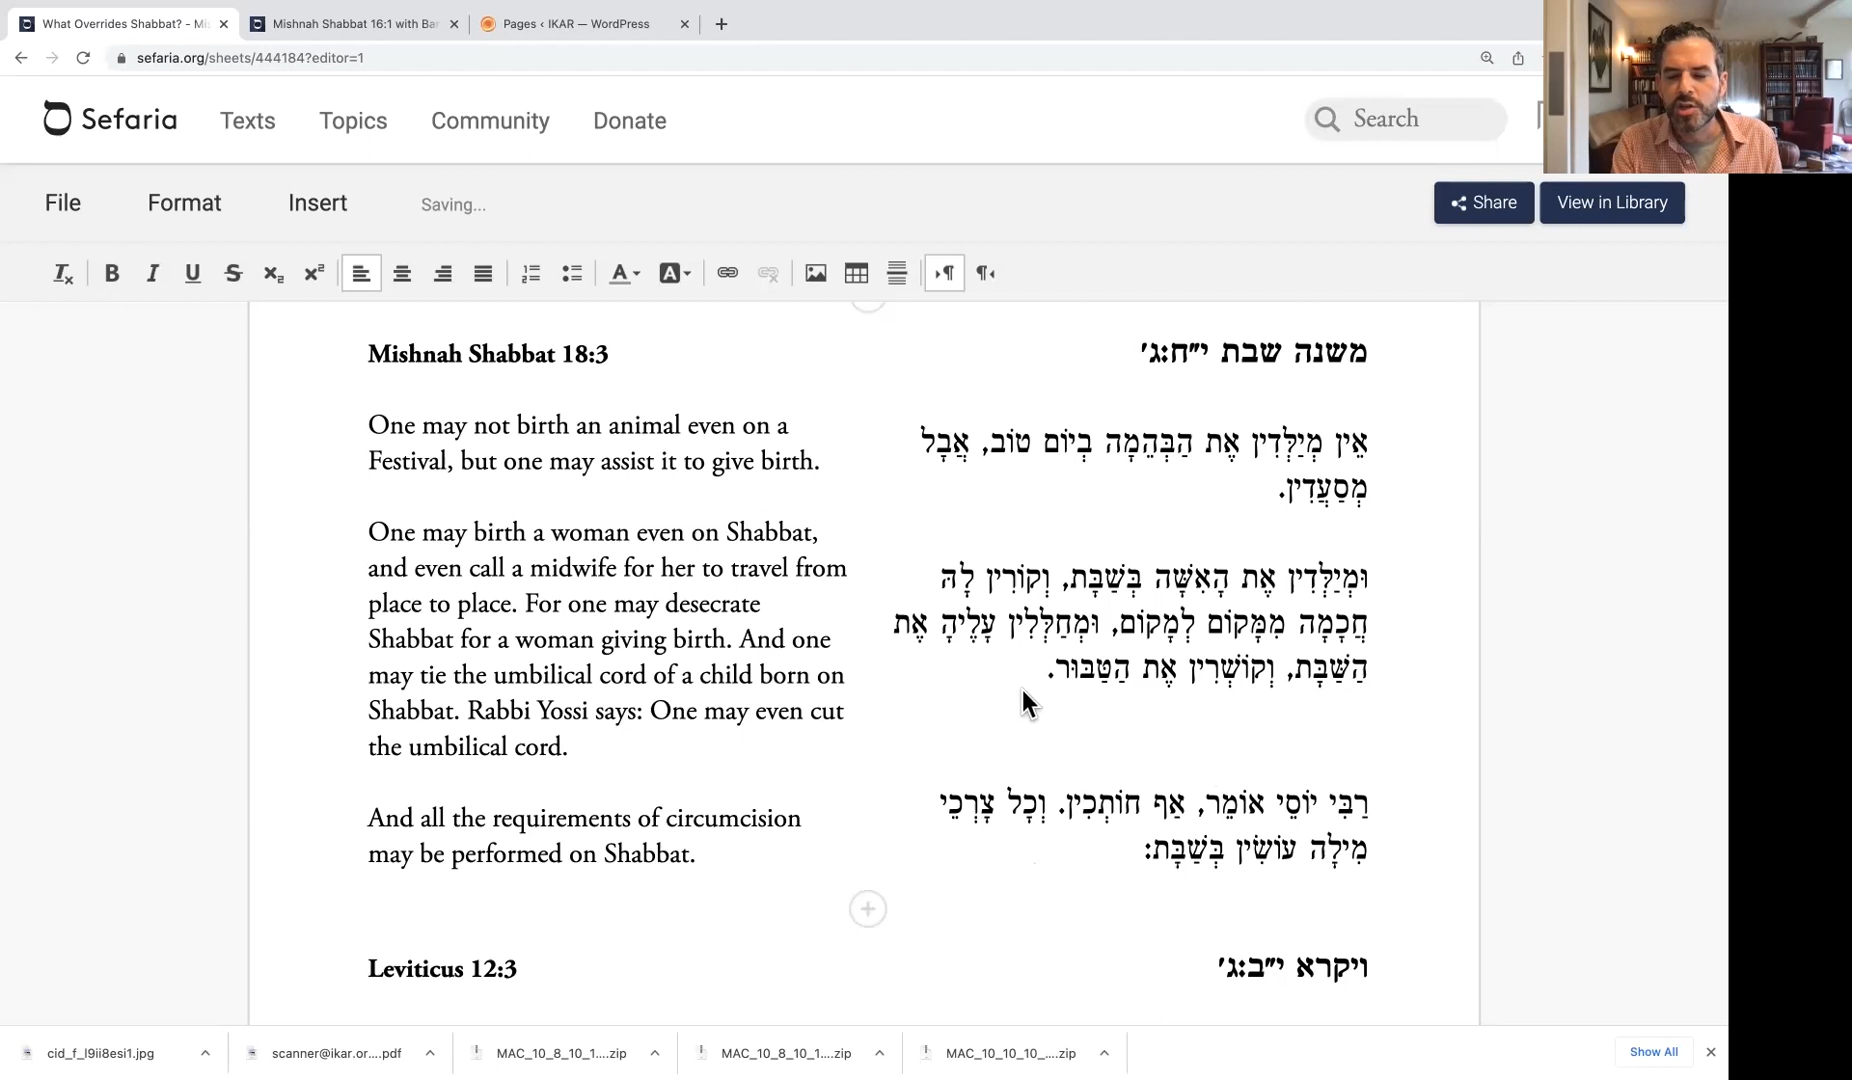 What Overrides Shabbat? - Mis
Mishnah Shabbat 16:1 with Bar
Pages ‹ IKAR — WordPress
sefaria.org/sheets/444184?editor=1
Sefaria
Texts
Topics
Community
Donate
Search
File
Format
Insert
Saving...
Share
View in Library
Mishnah Shabbat 18:3
משנה שבת י״ח:ג׳
One may not birth an animal even on a
Festival, but one may assist it to give birth.
One may birth a woman even on Shabbat,
and even call a midwife for her to travel from
place to place. For one may desecrate
Shabbat for a woman giving birth. And one
may tie the umbilical cord of a child born on
Shabbat. Rabbi Yossi says: One may even cut
the umbilical cord.
And all the requirements of circumcision
may be performed on Shabbat.
אֵין מְיַלְּדִין אֶת הַבְּהֵמָה בְיוֹם טוֹב, אֲבָל
מְסַעֲדִין.
וּמְיַלְּדִין אֶת הָאִשָּׁה בְּשַׁבָּת, וְקוֹרִין לָהּ
חֲכָמָה מִמָּקוֹם לְמָקוֹם, וּמְחַלְּלִין עָלֶיהָ אֶת
הַשַּׁבָּת, וְקוֹשְׁרִין אֶת הַטַּבּוּר.
רַבִּי יוֹסֵי אוֹמֵר, אַף חוֹתְכִין. וְכָל צָרְכֵי
מִילָה עוֹשִׂין בְּשַׁבָּת:
Leviticus 12:3
ויקרא י״ב:ג׳
cid_f_l9ii8esi1.jpg
scanner@ikar.or....pdf
MAC_10_8_10_1....zip
MAC_10_8_10_1....zip
MAC_10_10_10_....zip
Show All